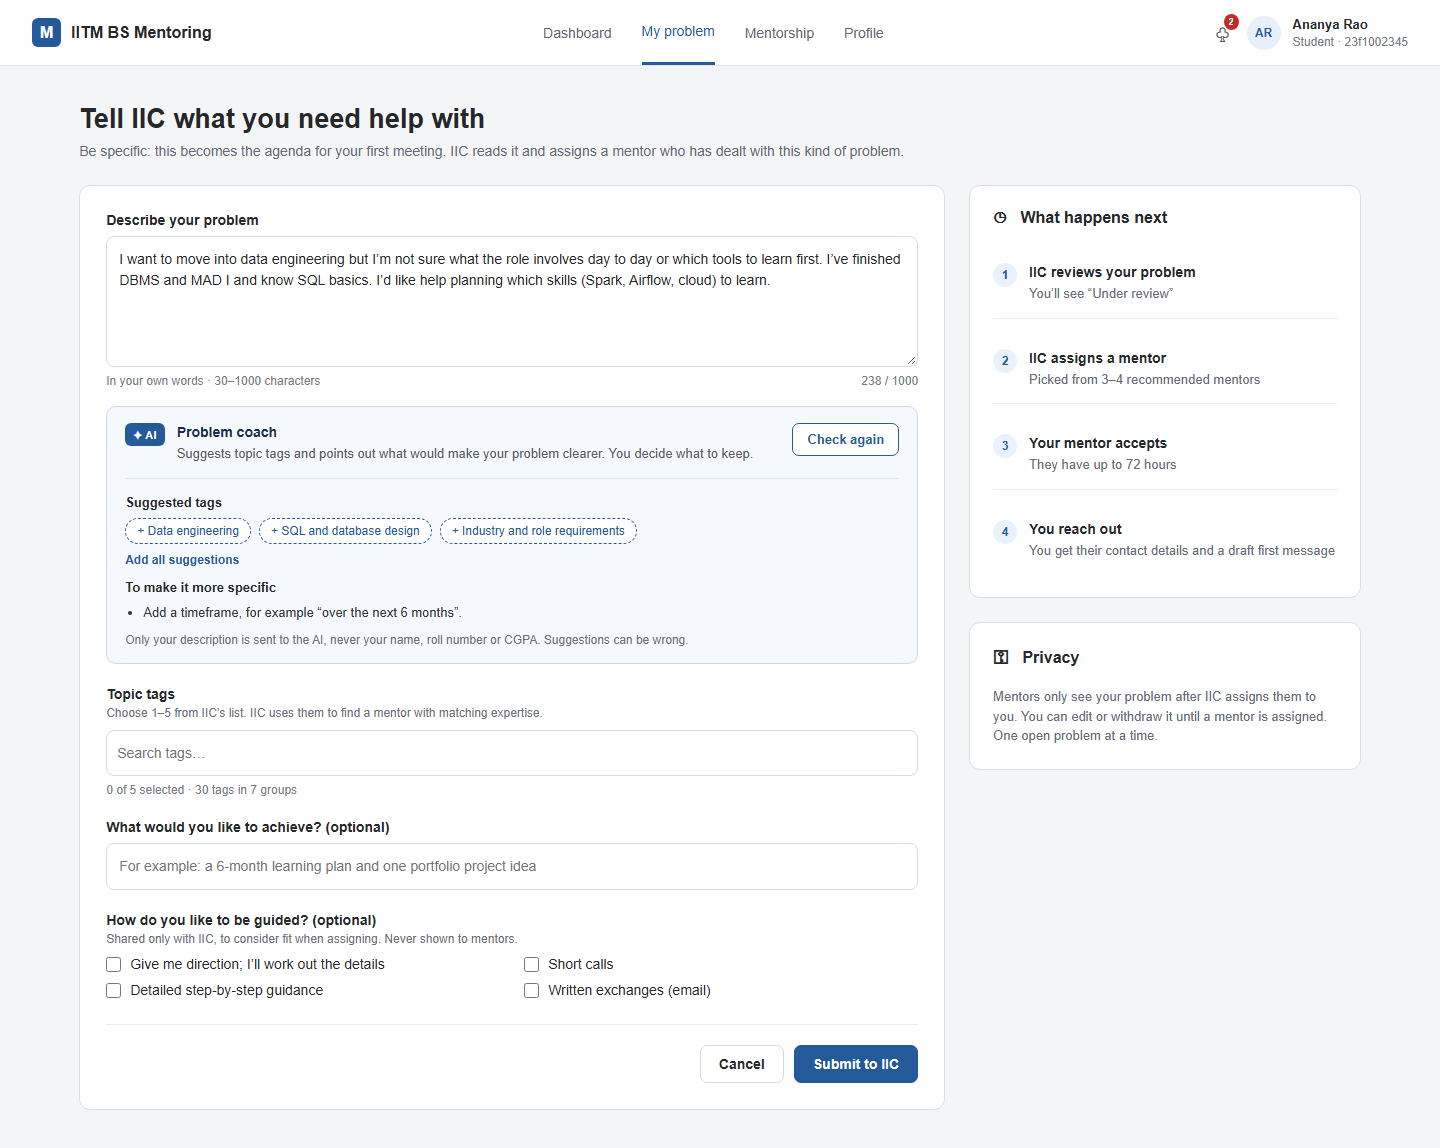 M IITM BS Mentoring
Dashboard My problem Mentorship Profile
2
AR
Ananya Rao
Student · 23f1002345
Tell IIC what you need help with
Be specific: this becomes the agenda for your first meeting. IIC reads it and assigns a mentor who has dealt with this kind of problem.
Describe your problem
I want to move into data engineering but I’m not sure what the role involves day to day or which tools to learn first. I’ve finished
DBMS and MAD I and know SQL basics. I’d like help planning which skills (Spark, Airflow, cloud) to learn.
In your own words · 30–1000 characters
238 / 1000
✦ AI
Problem coach
Suggests topic tags and points out what would make your problem clearer. You decide what to keep.
Check again
Suggested tags
+ Data engineering
+ SQL and database design
+ Industry and role requirements
Add all suggestions
To make it more specific
• Add a timeframe, for example “over the next 6 months”.
Only your description is sent to the AI, never your name, roll number or CGPA. Suggestions can be wrong.
Topic tags
Choose 1–5 from IIC’s list. IIC uses them to find a mentor with matching expertise.
Search tags…
0 of 5 selected · 30 tags in 7 groups
What would you like to achieve? (optional)
For example: a 6-month learning plan and one portfolio project idea
How do you like to be guided? (optional)
Shared only with IIC, to consider fit when assigning. Never shown to mentors.
Give me direction; I’ll work out the details
Short calls
Detailed step-by-step guidance
Written exchanges (email)
Cancel
Submit to IIC
What happens next
1
IIC reviews your problem
You’ll see “Under review”
2
IIC assigns a mentor
Picked from 3–4 recommended mentors
3
Your mentor accepts
They have up to 72 hours
4
You reach out
You get their contact details and a draft first message
Privacy
Mentors only see your problem after IIC assigns them to
you. You can edit or withdraw it until a mentor is assigned.
One open problem at a time.